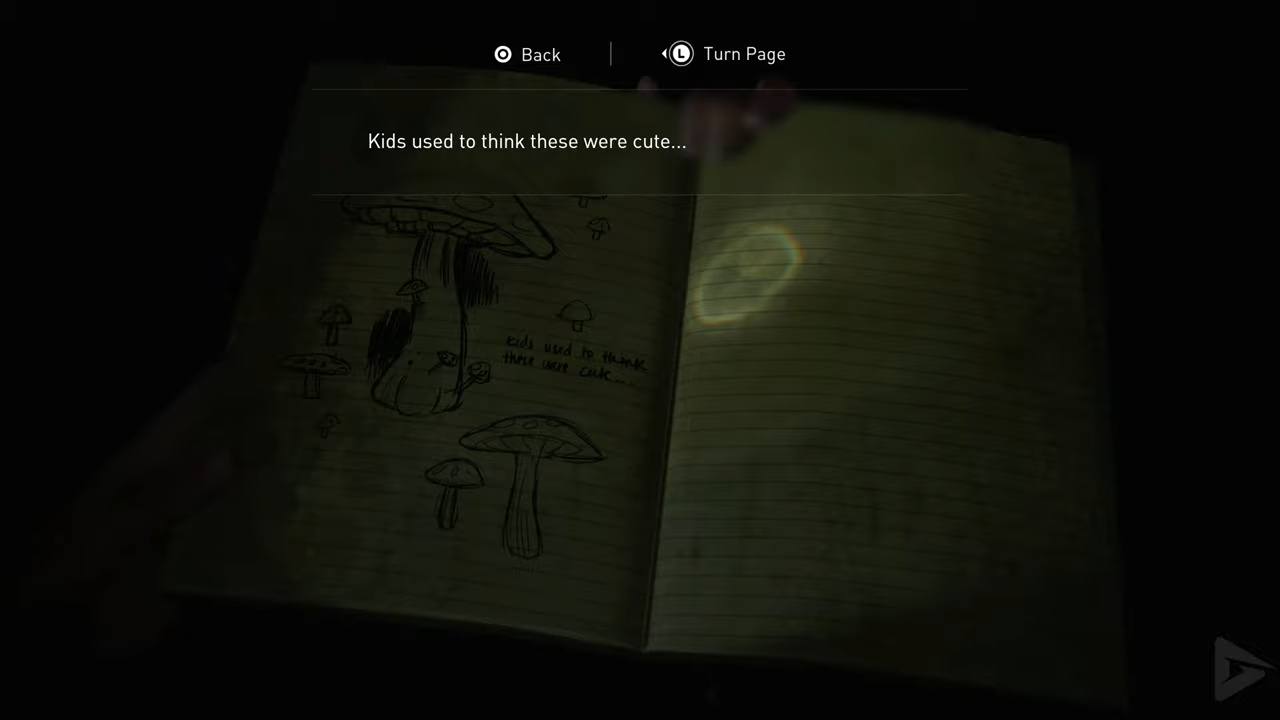 Back
L Turn Page
Kids used to think these were cute...
Kids used to think
these were cute...